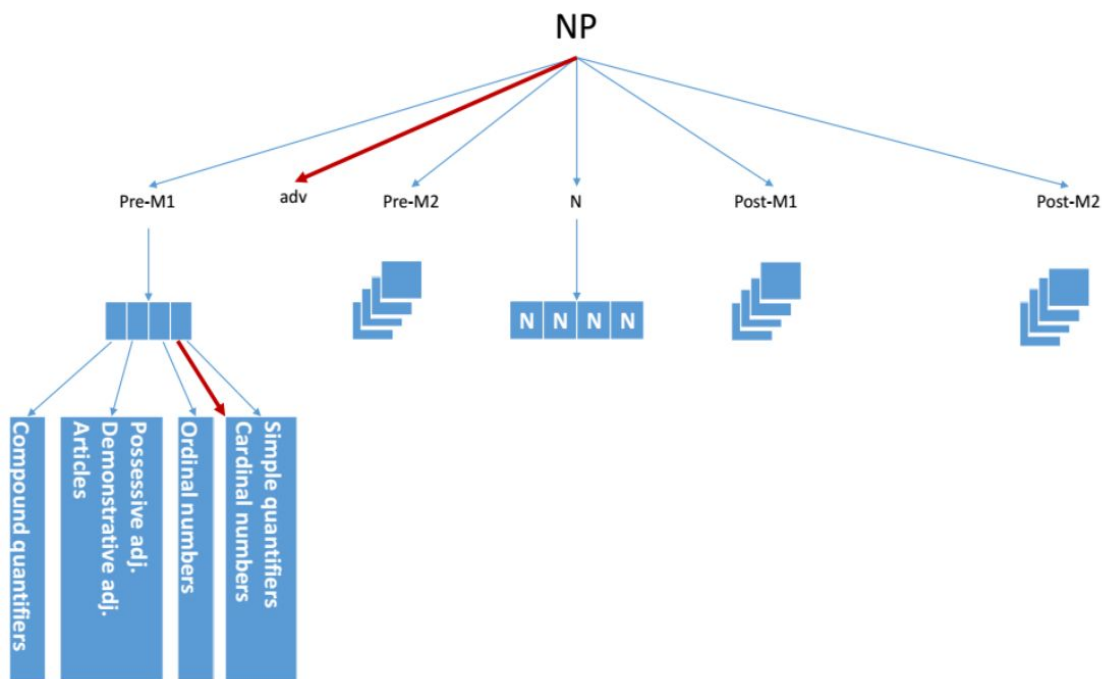 NP
Pre-M1
adv
Pre-M2
N
Post-M1
Post-M2
N N N N
Compound quantifiers
Possessive adj.
Demonstrative adj.
Articles
Ordinal numbers
Simple quantifiers
Cardinal numbers